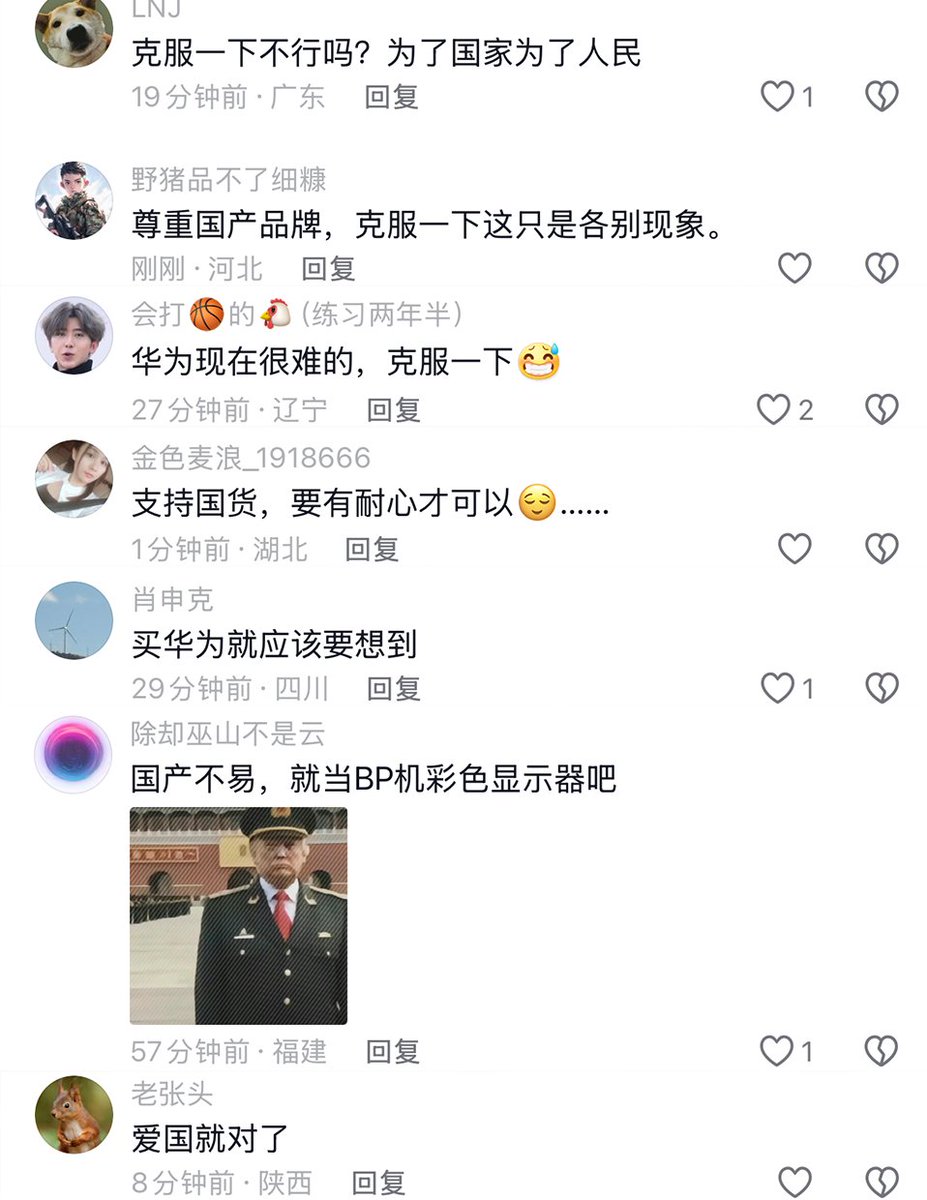 LNJ
克服一下不行吗？为了国家为了人民
19分钟前·广东 回复 1
野猪品不了细糠
尊重国产品牌，克服一下这只是各别现象。
刚刚·河北 回复
会打🏀的🐔(练习两年半)
华为现在很难的，克服一下😅
27分钟前·辽宁 回复 2
金色麦浪_1918666
支持国货，要有耐心才可以😌……
1分钟前·湖北 回复
肖申克
买华为就应该要想到
29分钟前·四川 回复 1
除却巫山不是云
国产不易，就当BP机彩色显示器吧
57分钟前·福建 回复 1
老张头
爱国就对了
8分钟前·陕西 回复